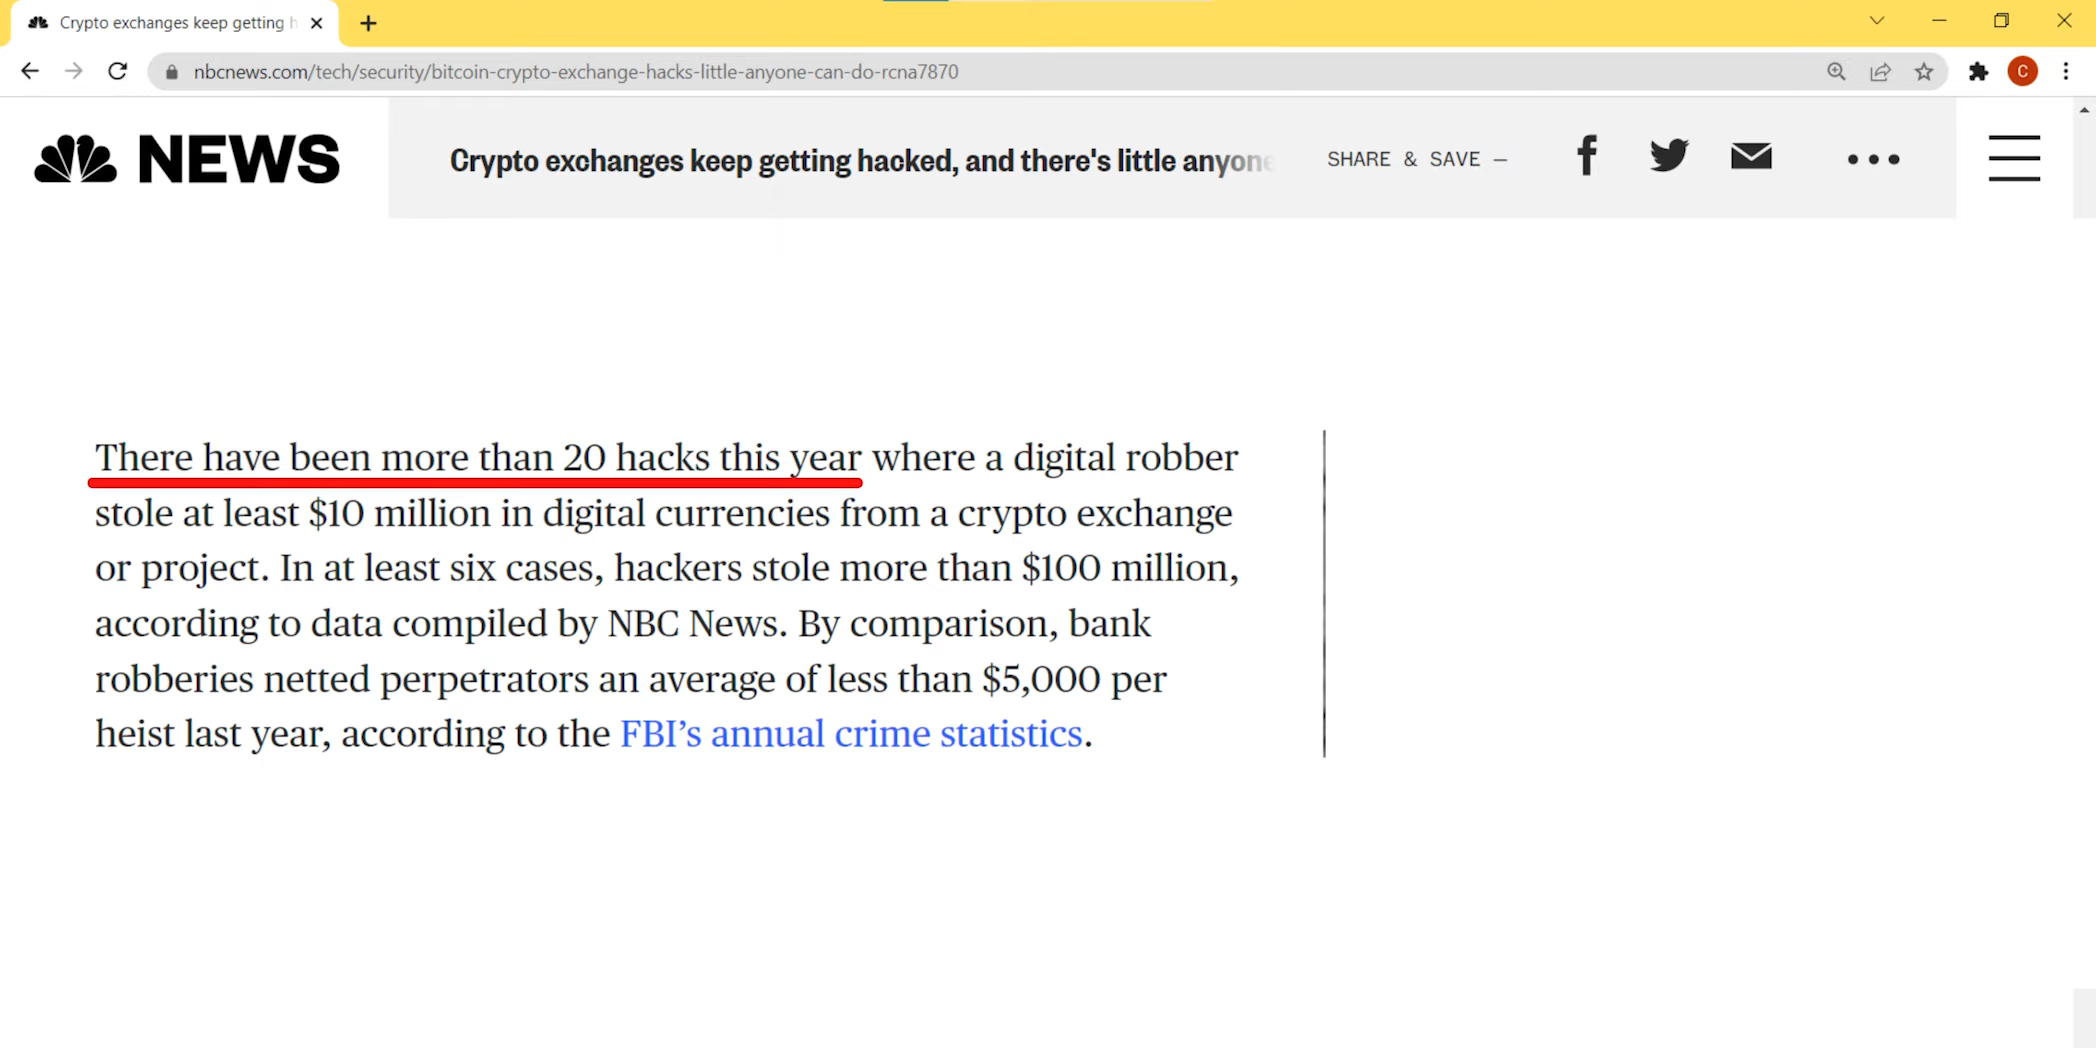 Crypto exchanges keep getting h
nbcnews.com/tech/security/bitcoin-crypto-exchange-hacks-little-anyone-can-do-rcna7870
C
NEWS
Crypto exchanges keep getting hacked, and there's little anyone
SHARE & SAVE —
There have been more than 20 hacks this year where a digital robber
stole at least $10 million in digital currencies from a crypto exchange
or project. In at least six cases, hackers stole more than $100 million,
according to data compiled by NBC News. By comparison, bank
robberies netted perpetrators an average of less than $5,000 per
heist last year, according to the FBI’s annual crime statistics.